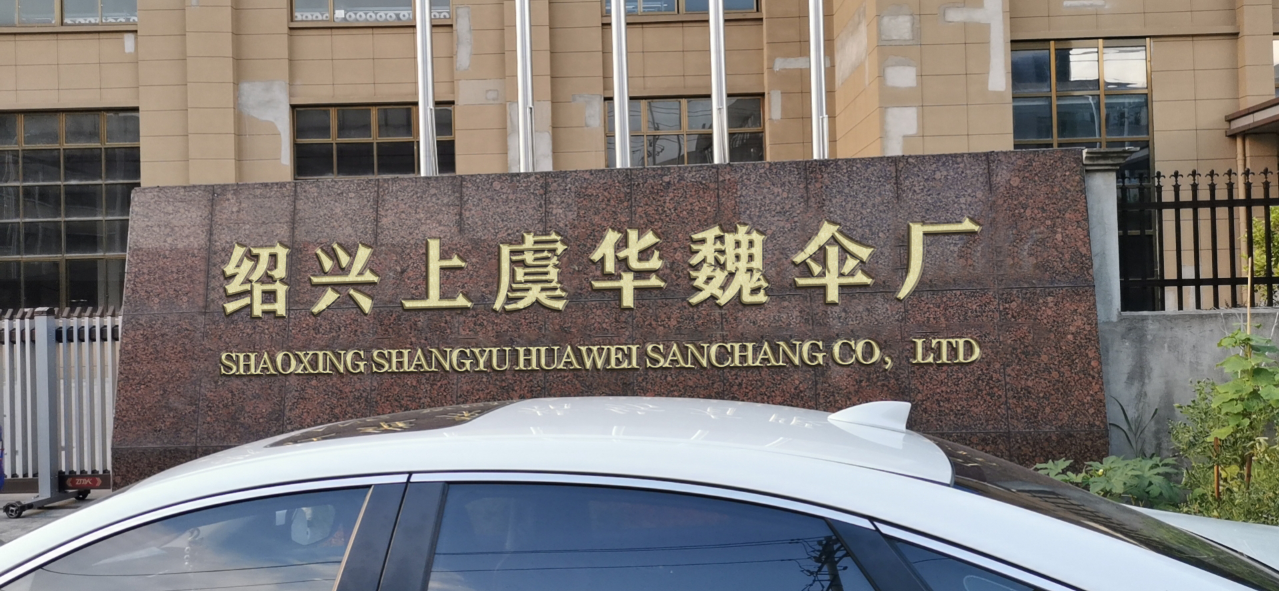 绍兴上虞华魏伞厂
SHAOXING SHANGYU HUAWEI SANCHANG CO，LTD